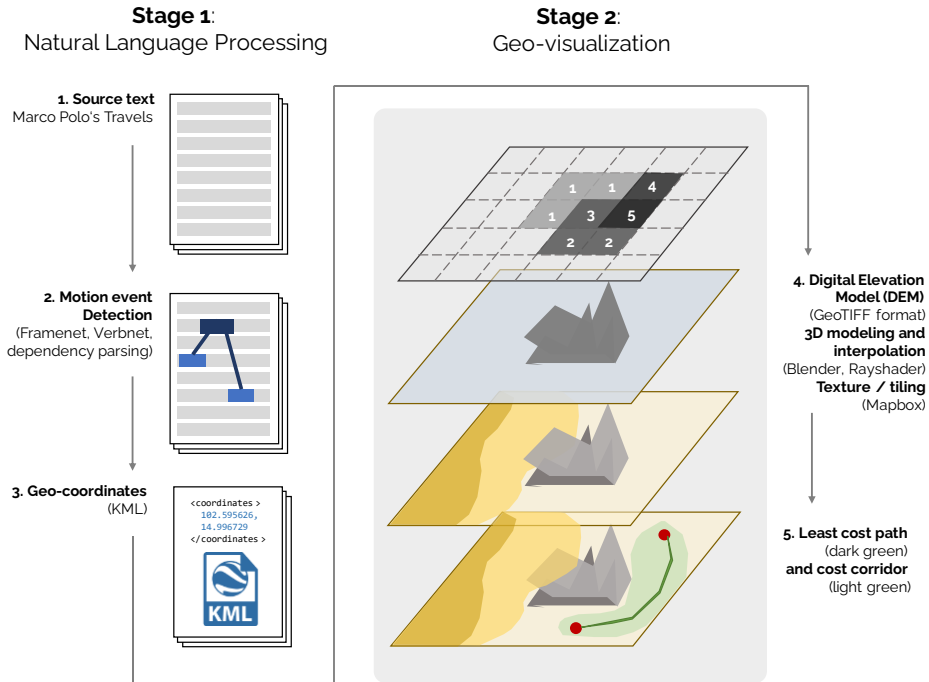 Stage 1:
Natural Language Processing
1. Source text
Marco Polo's Travels
2. Motion event
Detection
(Framenet, Verbnet,
dependency parsing)
3. Geo-coordinates
(KML)
<coordinates>
102.595626,
14.996729
</coordinates>
KML
Stage 2:
Geo-visualization
1 1 4
1 3 5
2 2
4. Digital Elevation
Model (DEM)
(GeoTIFF format)
3D modeling and
interpolation
(Blender, Rayshader)
Texture / tiling
(Mapbox)
5. Least cost path
(dark green)
and cost corridor
(light green)